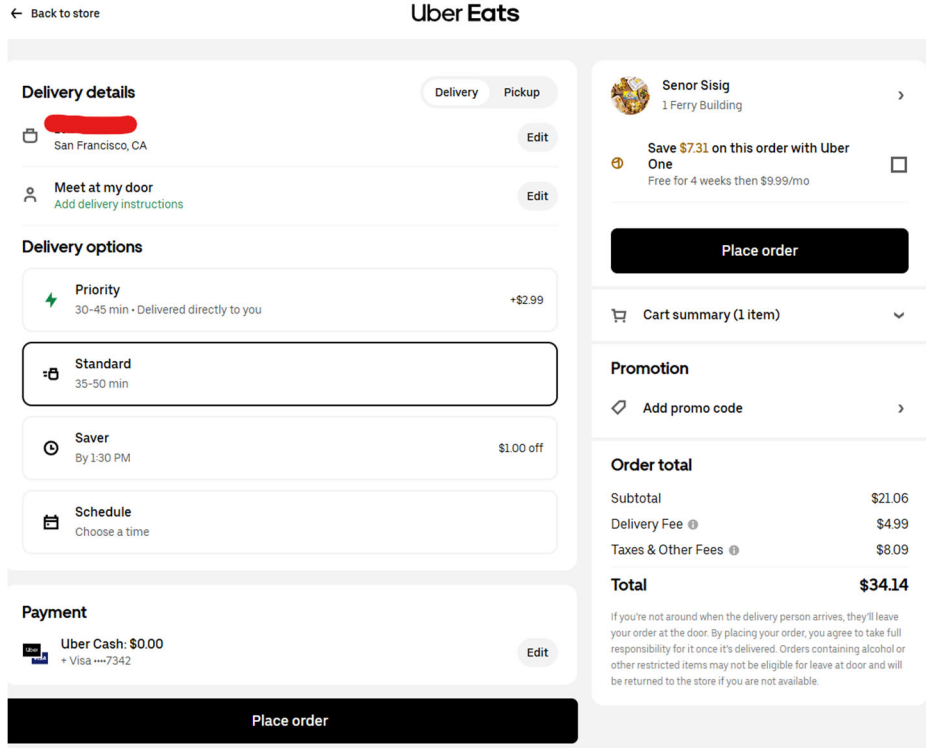 ← Back to store
Uber Eats
Delivery details
Delivery
Pickup
San Francisco, CA
Edit
Meet at my door
Add delivery instructions
Edit
Delivery options
Priority
30-45 min • Delivered directly to you
+$2.99
Standard
35-50 min
Saver
By 1:30 PM
$1.00 off
Schedule
Choose a time
Payment
Uber
VISA
Uber Cash: $0.00
+ Visa ••••7342
Edit
Place order
Senor Sisig
1 Ferry Building
Save $7.31 on this order with Uber
One
Free for 4 weeks then $9.99/mo
Place order
Cart summary (1 item)
Promotion
Add promo code
Order total
Subtotal
$21.06
Delivery Fee
$4.99
Taxes & Other Fees
$8.09
Total
$34.14
If you're not around when the delivery person arrives, they'll leave
your order at the door. By placing your order, you agree to take full
responsibility for it once it's delivered. Orders containing alcohol or
other restricted items may not be eligible for leave at door and will
be returned to the store if you are not available.